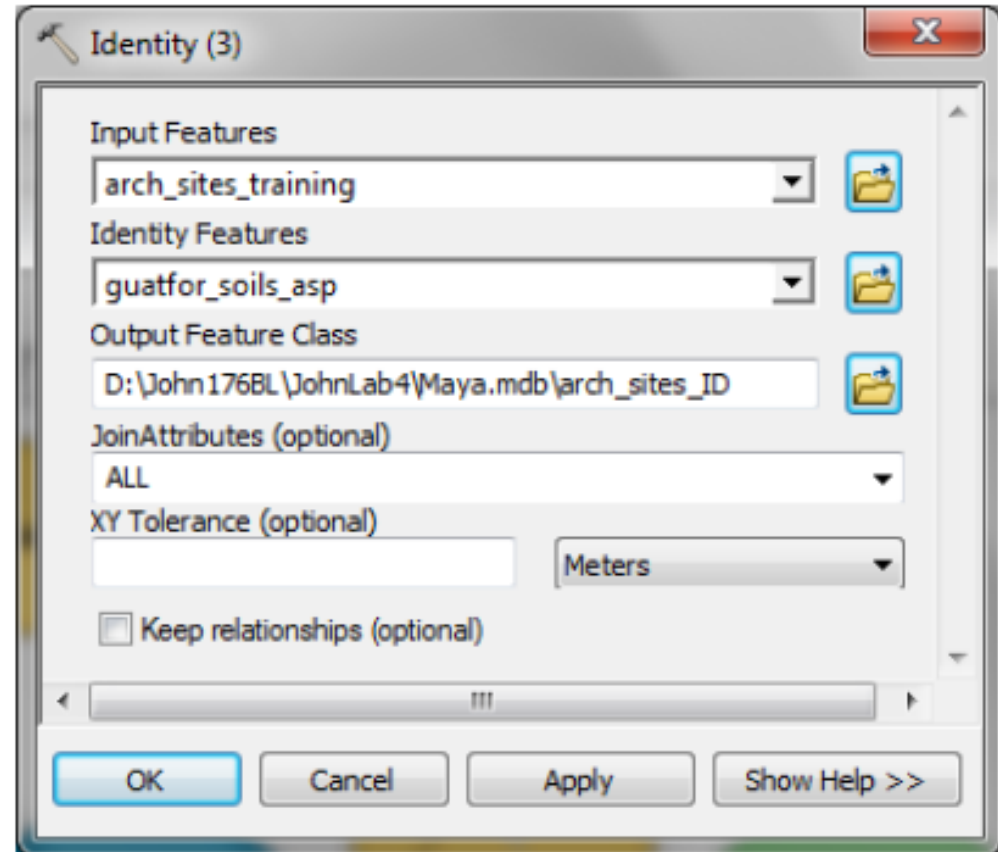 Identity (3)
Input Features
arch_sites_training
Identity Features
guatfor_soils_asp
Output Feature Class
D:\John176BL\JohnLab4\Maya.mdb\arch_sites_ID
JoinAttributes (optional)
ALL
XY Tolerance (optional)
Meters
Keep relationships (optional)
OK Cancel Apply Show Help >>